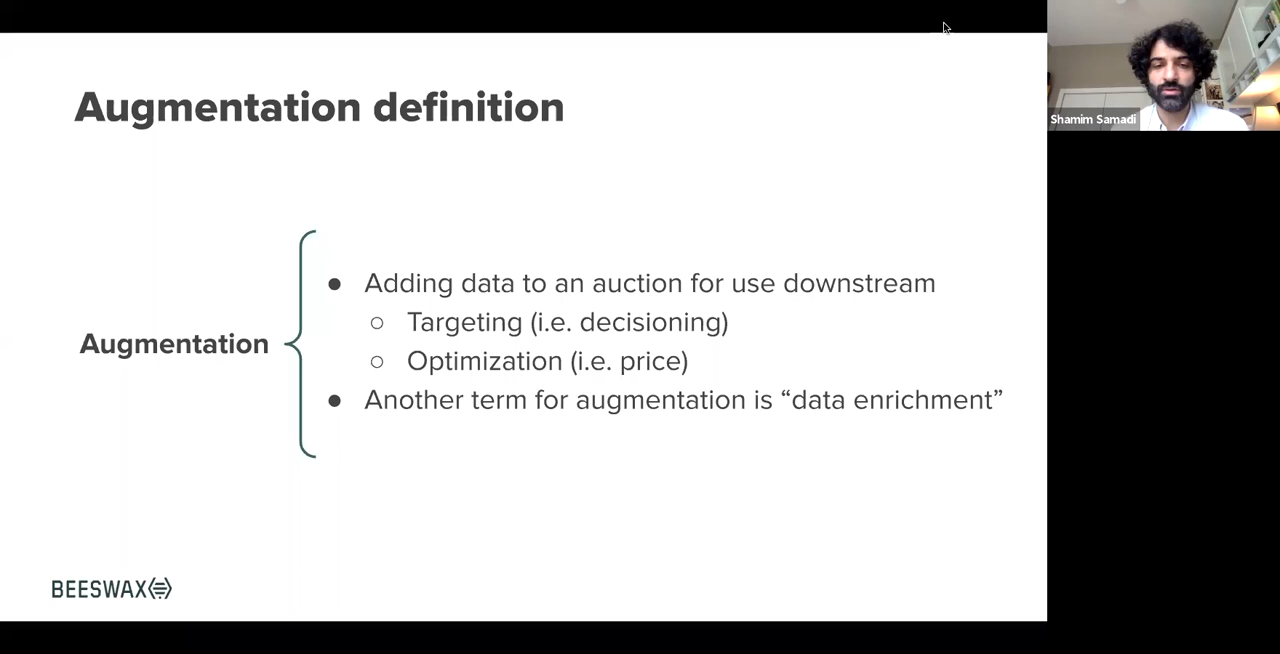 Augmentation definition
Augmentation
● Adding data to an auction for use downstream
○ Targeting (i.e. decisioning)
○ Optimization (i.e. price)
● Another term for augmentation is “data enrichment”
BEESWAX
Shamim Samadi